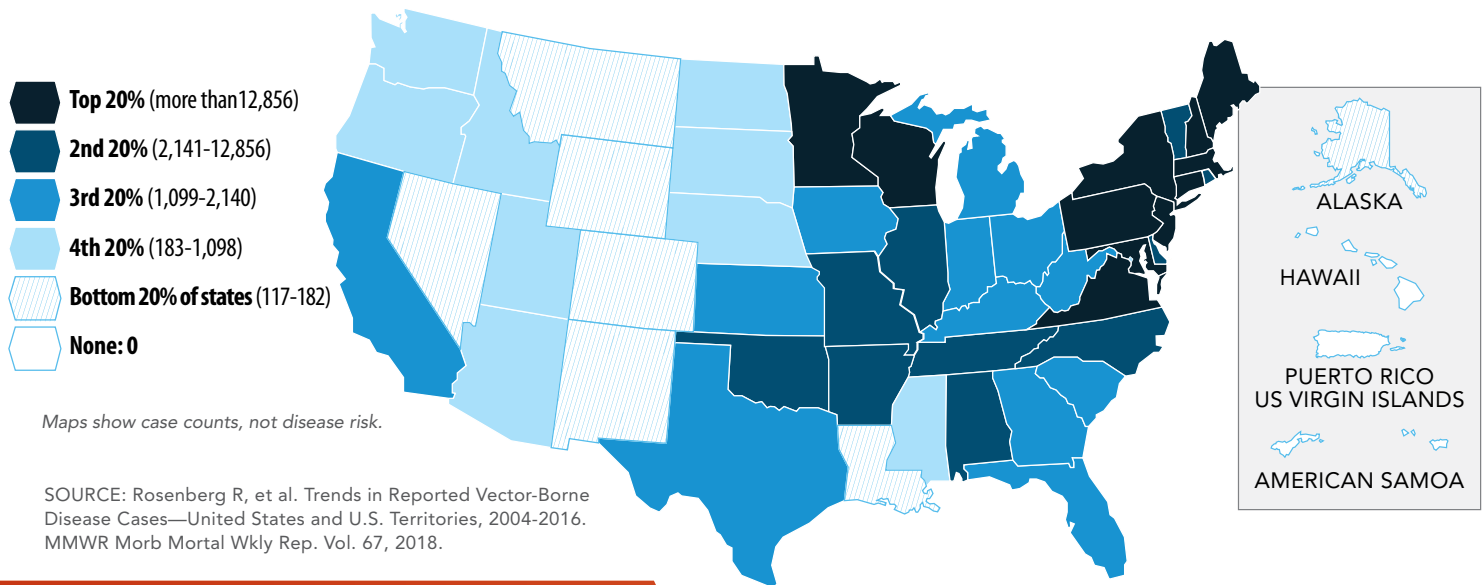 Top 20% (more than12,856)
2nd 20% (2,141-12,856)
3rd 20% (1,099-2,140)
4th 20% (183-1,098)
Bottom 20% of states (117-182)
None: 0
Maps show case counts, not disease risk.
SOURCE: Rosenberg R, et al. Trends in Reported Vector-Borne
Disease Cases—United States and U.S. Territories, 2004-2016.
MMWR Morb Mortal Wkly Rep. Vol. 67, 2018.
ALASKA
HAWAII
PUERTO RICO
US VIRGIN ISLANDS
AMERICAN SAMOA